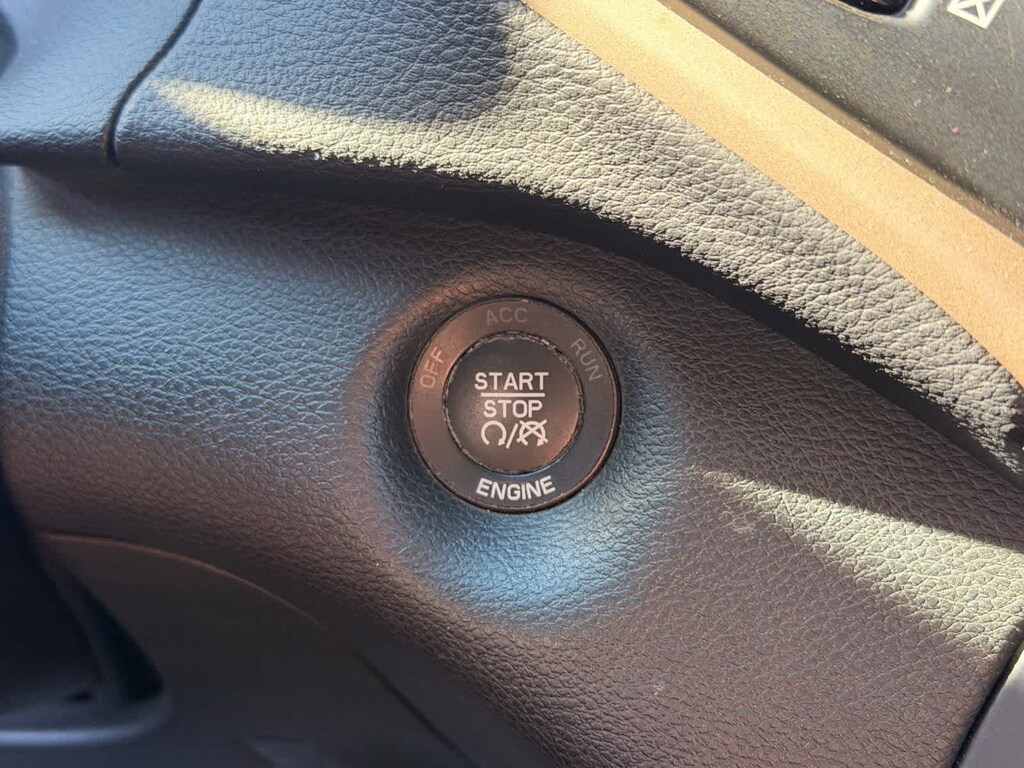 ACC
OFF
RUN
START
STOP
ENGINE